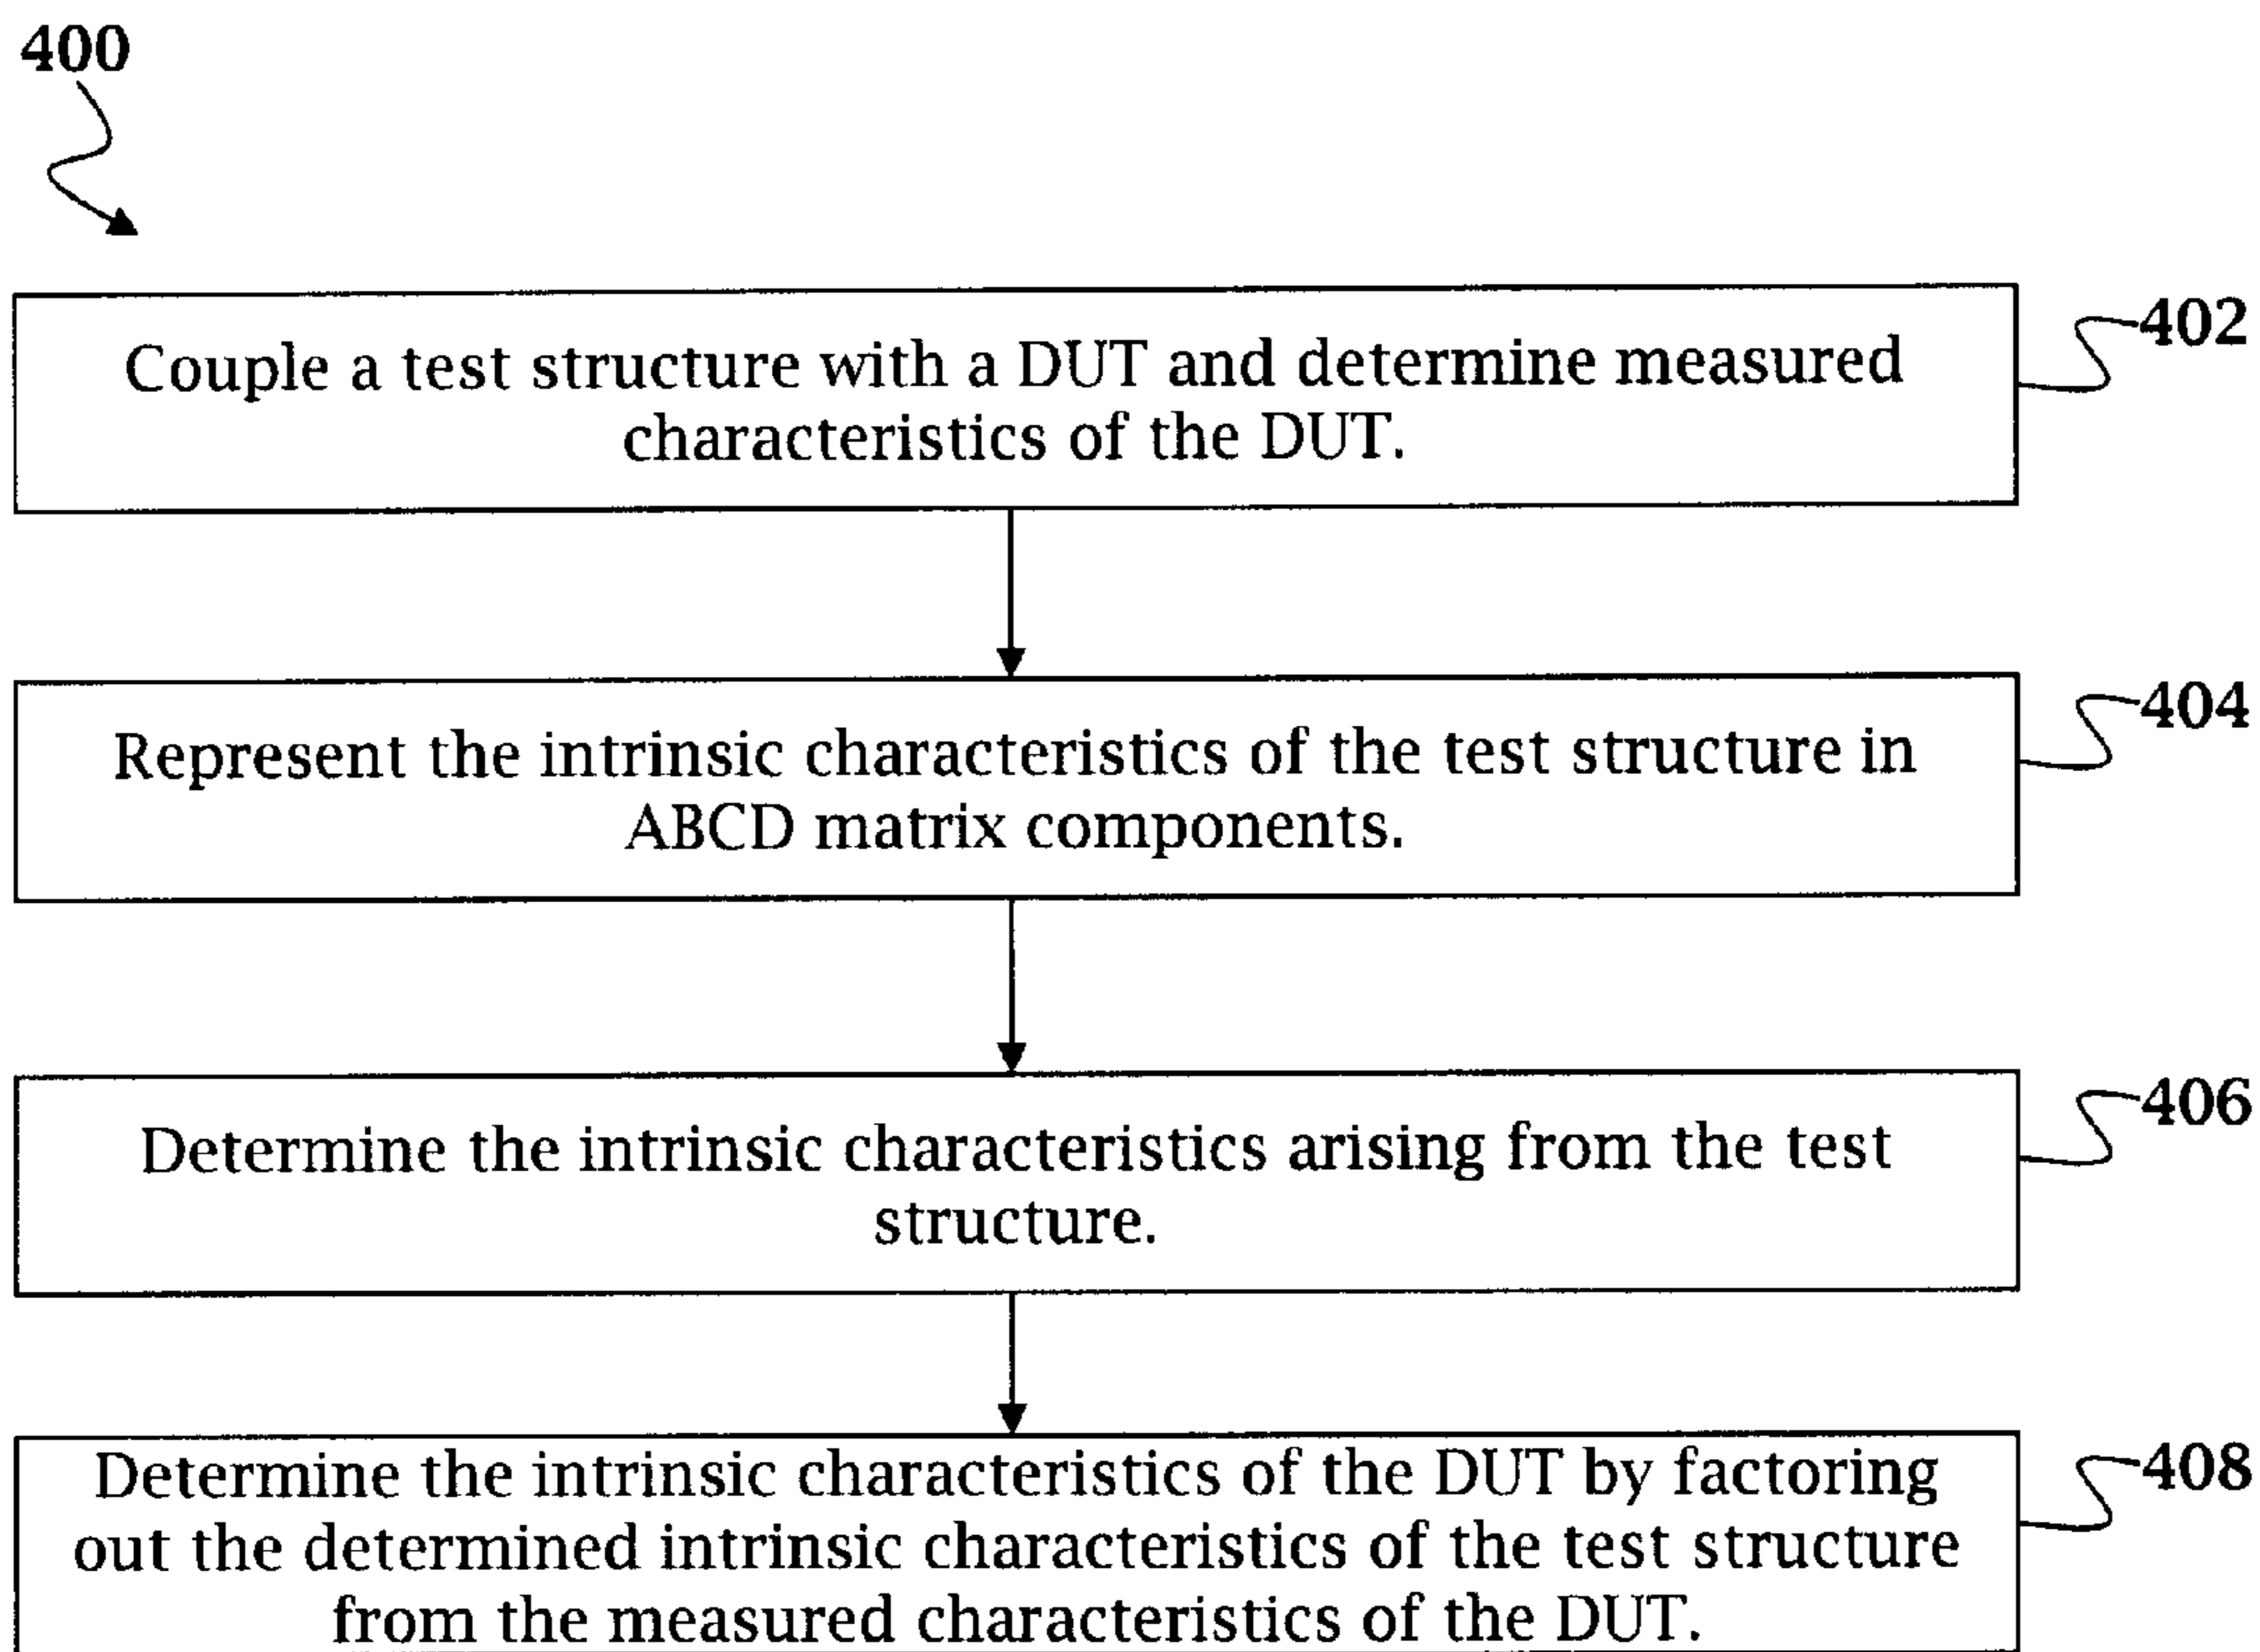 400
402
Couple a test structure with a DUT and determine measured
characteristics of the DUT.
404
Represent the intrinsic characteristics of the test structure in
ABCD matrix components.
406
Determine the intrinsic characteristics arising from the test
structure.
408
Determine the intrinsic characteristics of the DUT by factoring
out the determined intrinsic characteristics of the test structure
from the measured characteristics of the DUT.